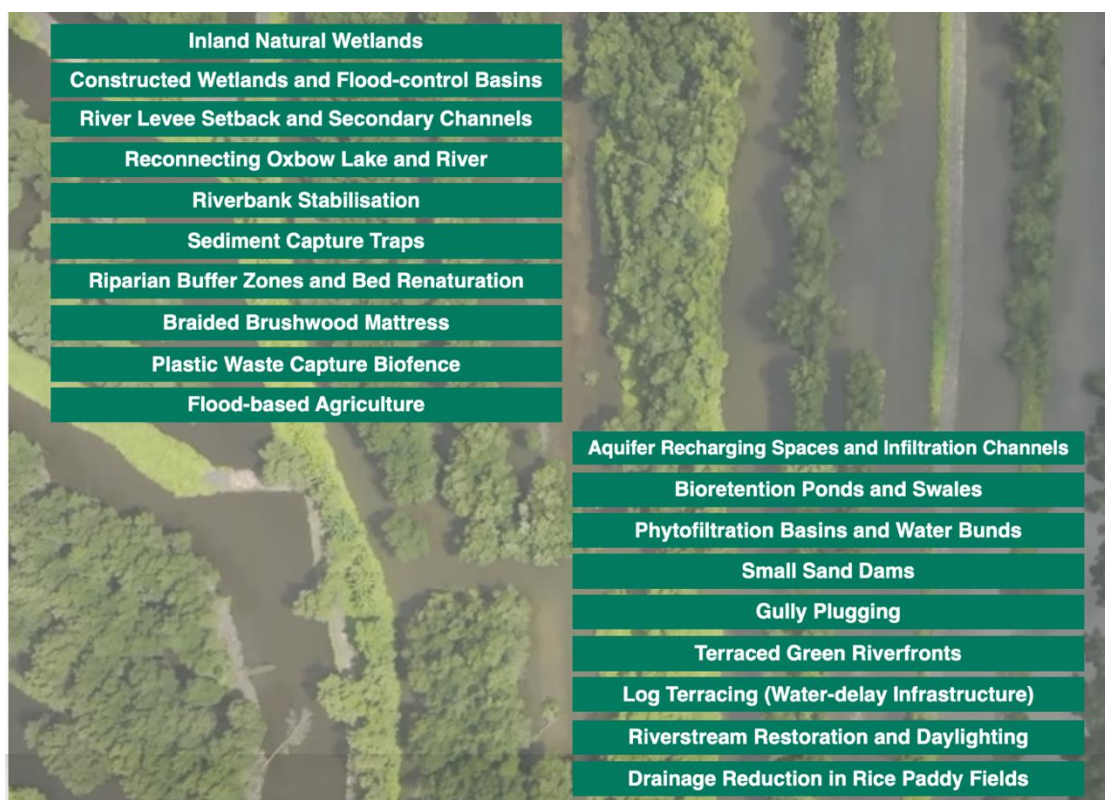 Inland Natural Wetlands
Constructed Wetlands and Flood-control Basins
River Levee Setback and Secondary Channels
Reconnecting Oxbow Lake and River
Riverbank Stabilisation
Sediment Capture Traps
Riparian Buffer Zones and Bed Renaturation
Braided Brushwood Mattress
Plastic Waste Capture Biofence
Flood-based Agriculture
Aquifer Recharging Spaces and Infiltration Channels
Bioretention Ponds and Swales
Phytofiltration Basins and Water Bunds
Small Sand Dams
Gully Plugging
Terraced Green Riverfronts
Log Terracing (Water-delay Infrastructure)
Riverstream Restoration and Daylighting
Drainage Reduction in Rice Paddy Fields